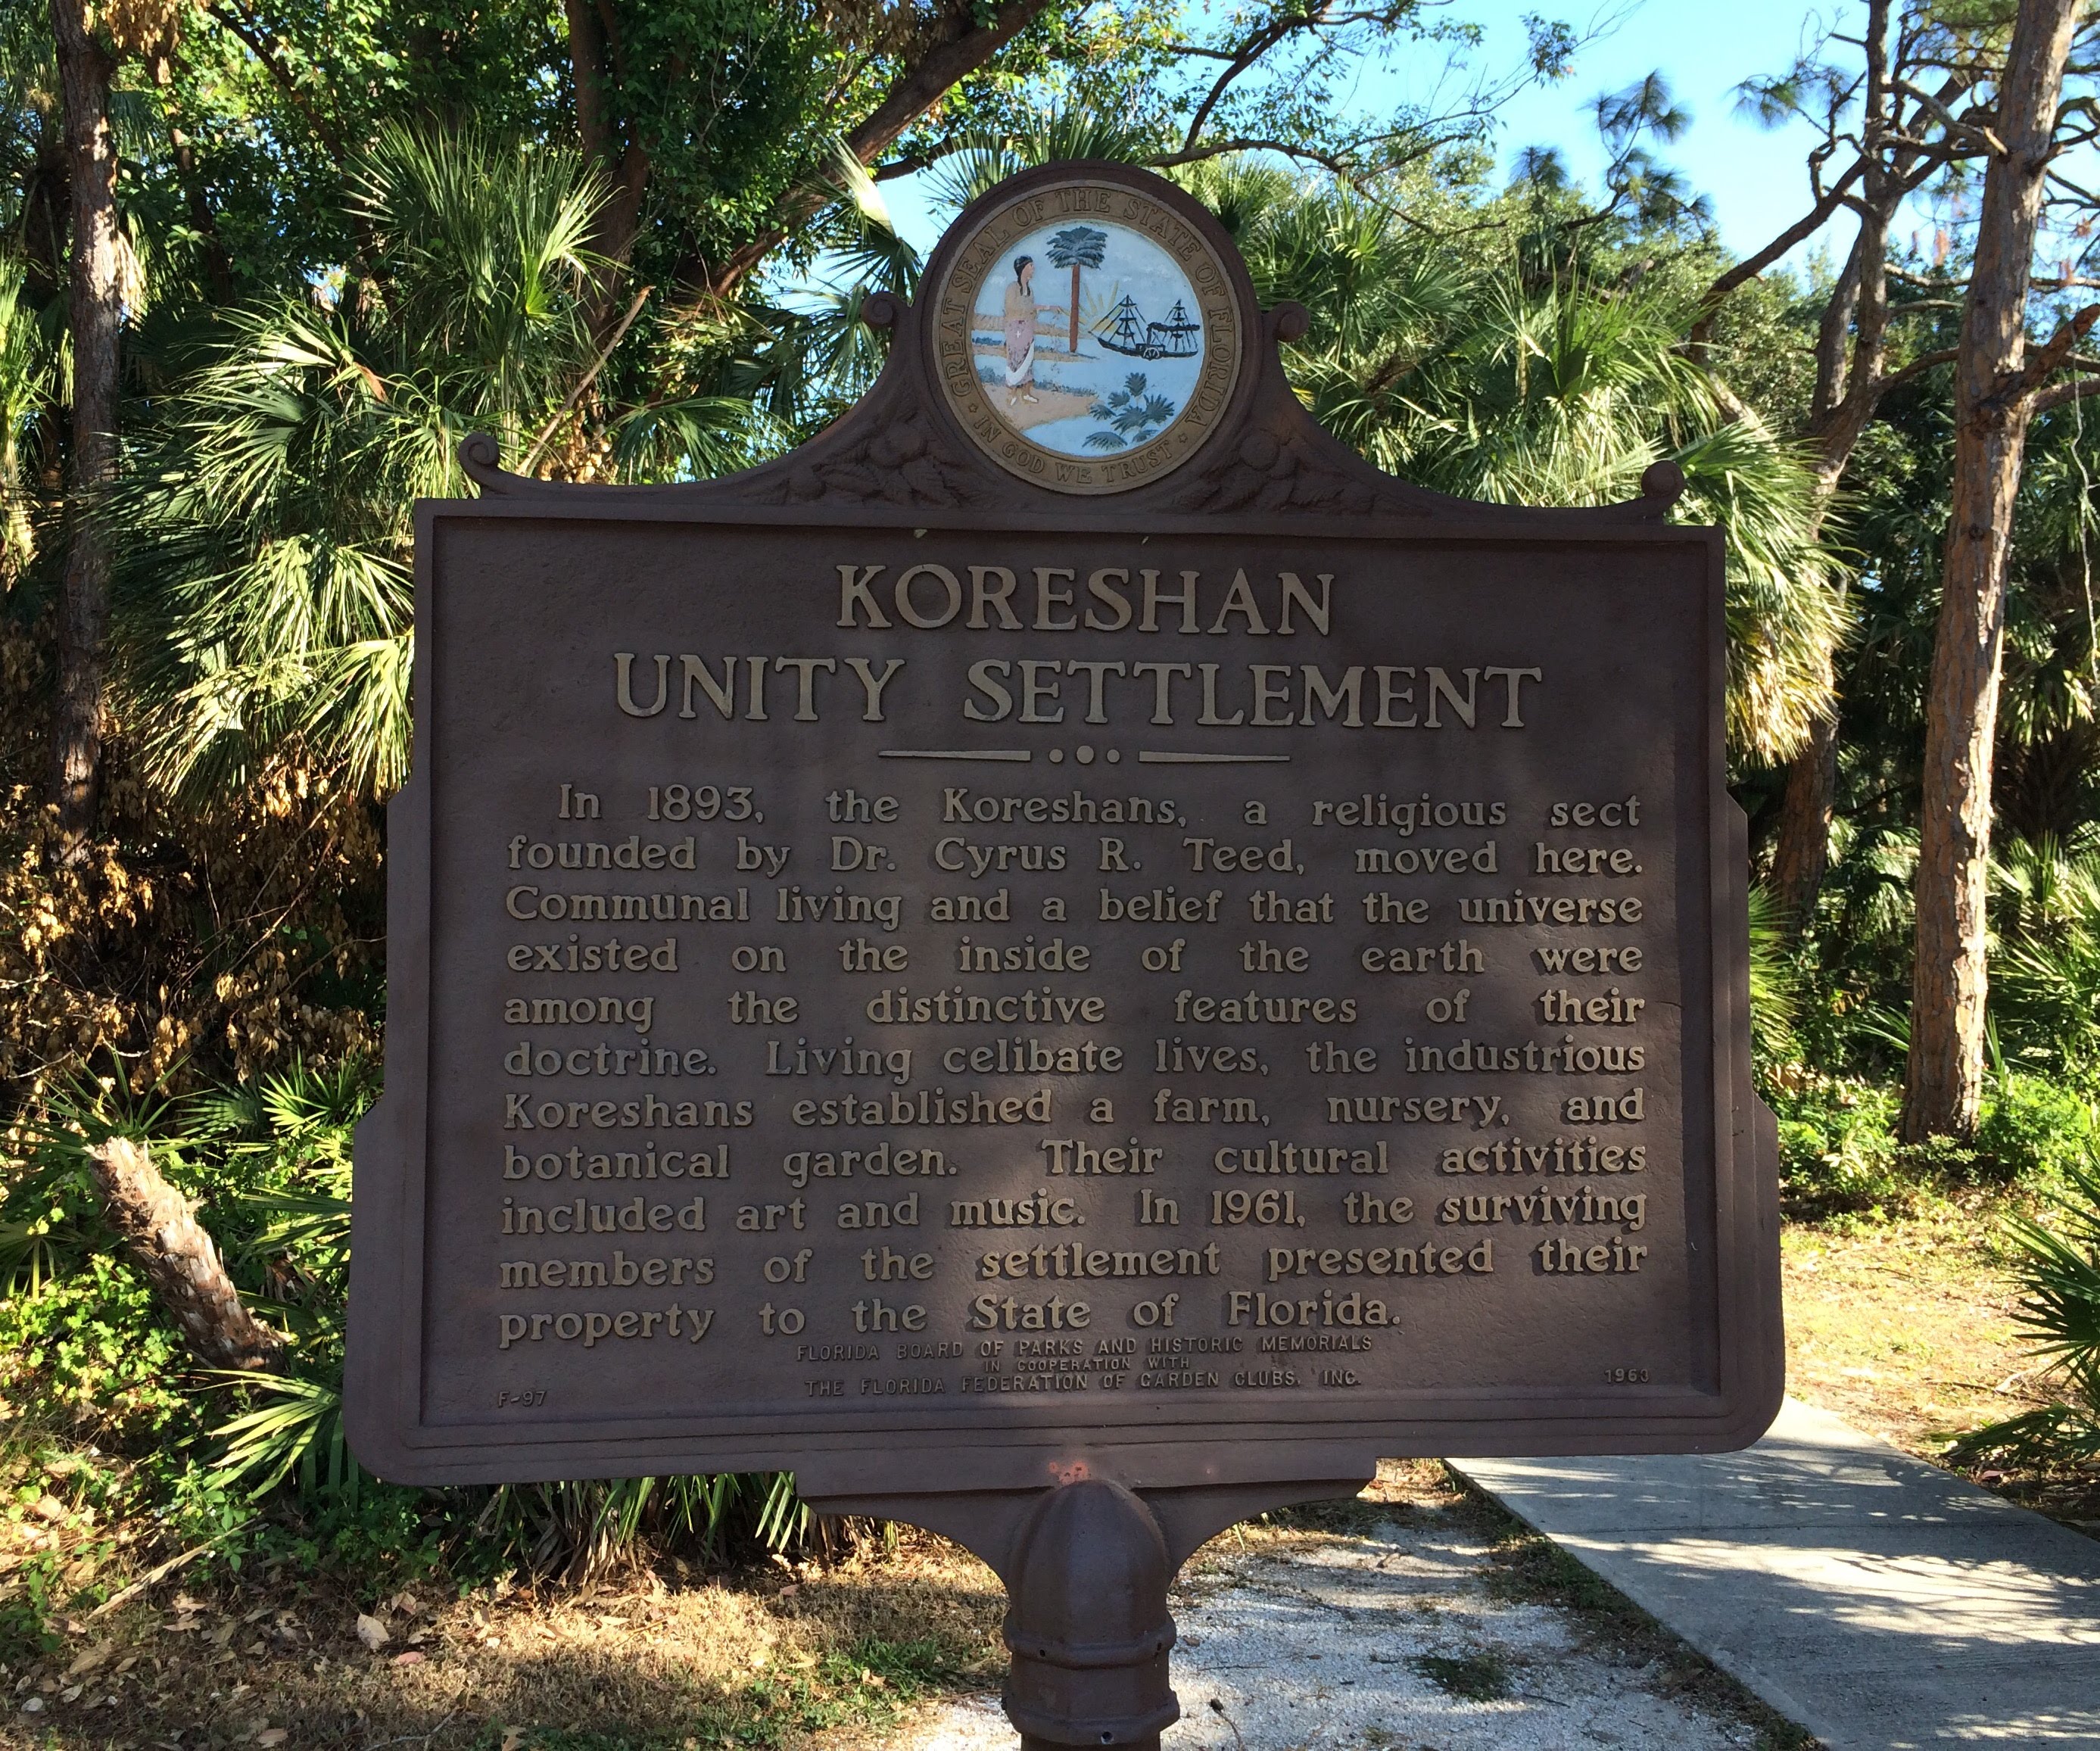 GREAT SEAL OF THE STATE OF FLORIDA
IN GOD WE TRUST
KORESHAN
UNITY SETTLEMENT
In 1893, the Koreshans, a religious sect
founded by Dr. Cyrus R. Teed, moved here.
Communal living and a belief that the universe
existed on the inside of the earth were
among the distinctive features of their
doctrine. Living celibate lives, the industrious
Koreshans established a farm, nursery, and
botanical garden. Their cultural activities
included art and music. In 1961, the surviving
members of the settlement presented their
property to the State of Florida.
FLORIDA BOARD OF PARKS AND HISTORIC MEMORIALS
IN COOPERATION WITH
THE FLORIDA FEDERATION OF GARDEN CLUBS, INC.
F-97 1963